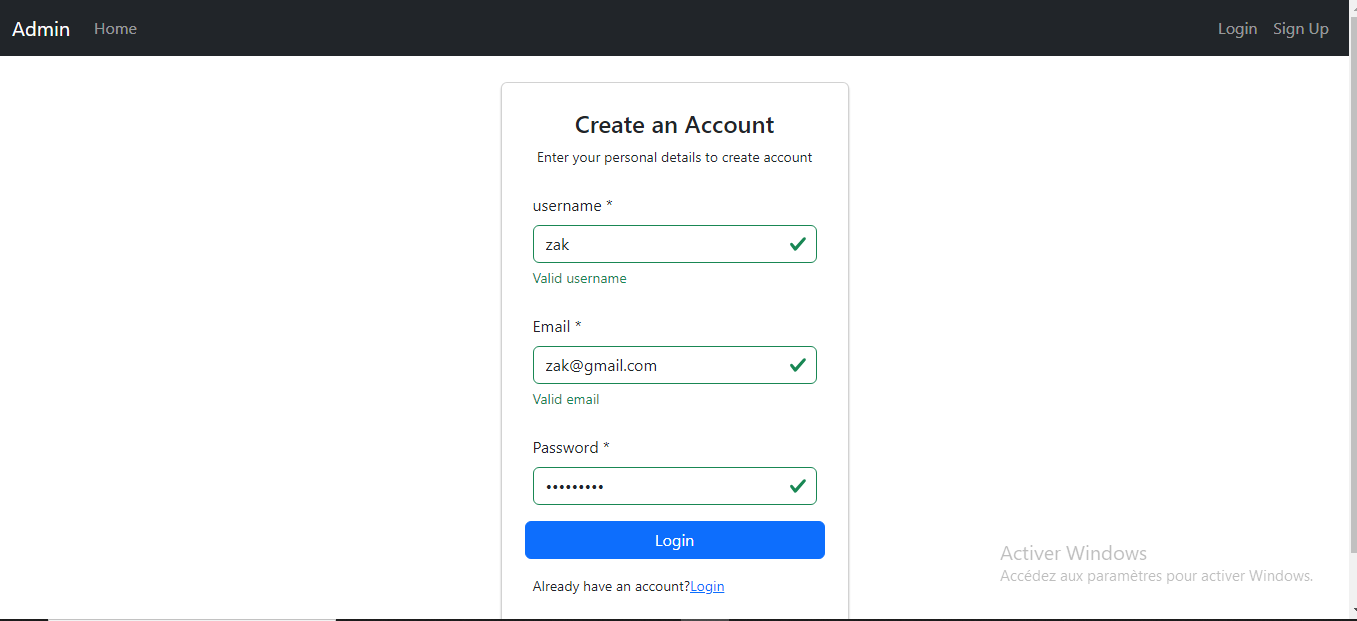 Admin Home Login Sign Up
Create an Account
Enter your personal details to create account
username *
zak
Valid username
Email *
zak@gmail.com
Valid email
Password *
•••••••••
Login
Already have an account?Login
Activer Windows
Accédez aux paramètres pour activer Windows.